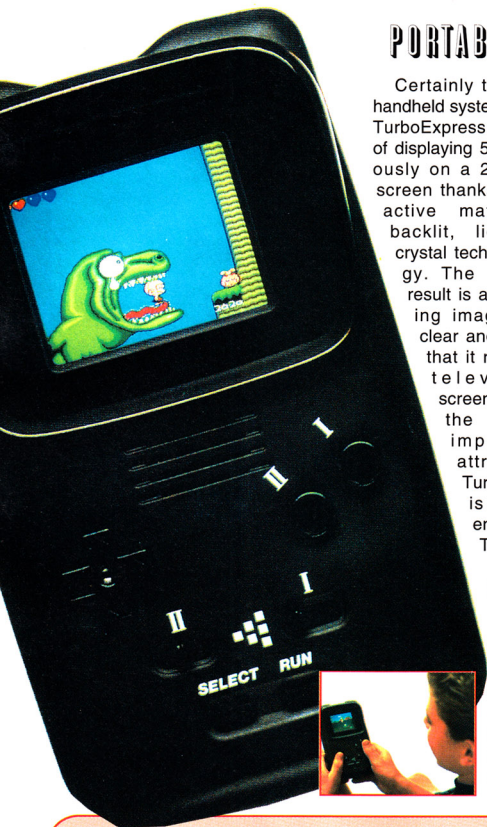 PORTAB
Certainly t
handheld syste
TurboExpress
of displaying 5
ously on a 2
screen thank
active mat
backlit, li
crystal tech
gy. The
result is a
ing imag
clear and
that it r
telev
screen
the
imp
attr
Tur
is
er
T
I
II
II
I
SELECT RUN